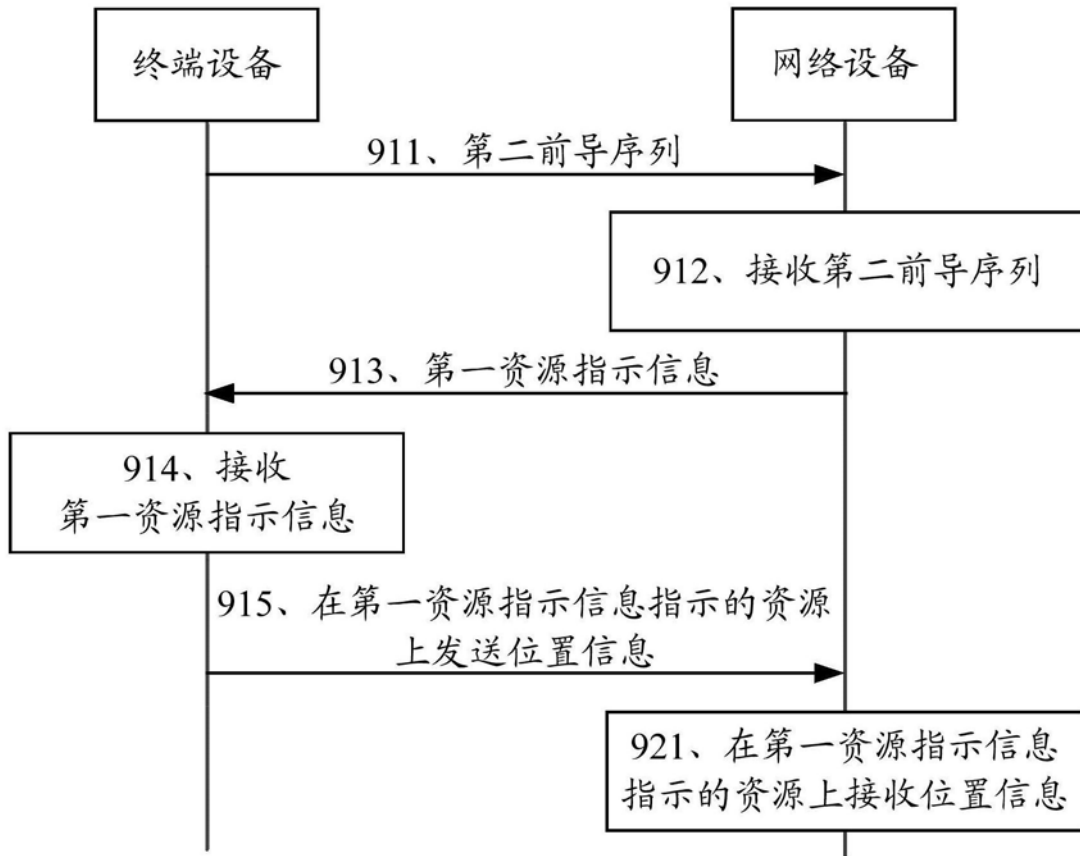 终端设备
网络设备
911、第二前导序列
912、接收第二前导序列
913、第一资源指示信息
914、接收
第一资源指示信息
915、在第一资源指示信息指示的资源
上发送位置信息
921、在第一资源指示信息
指示的资源上接收位置信息